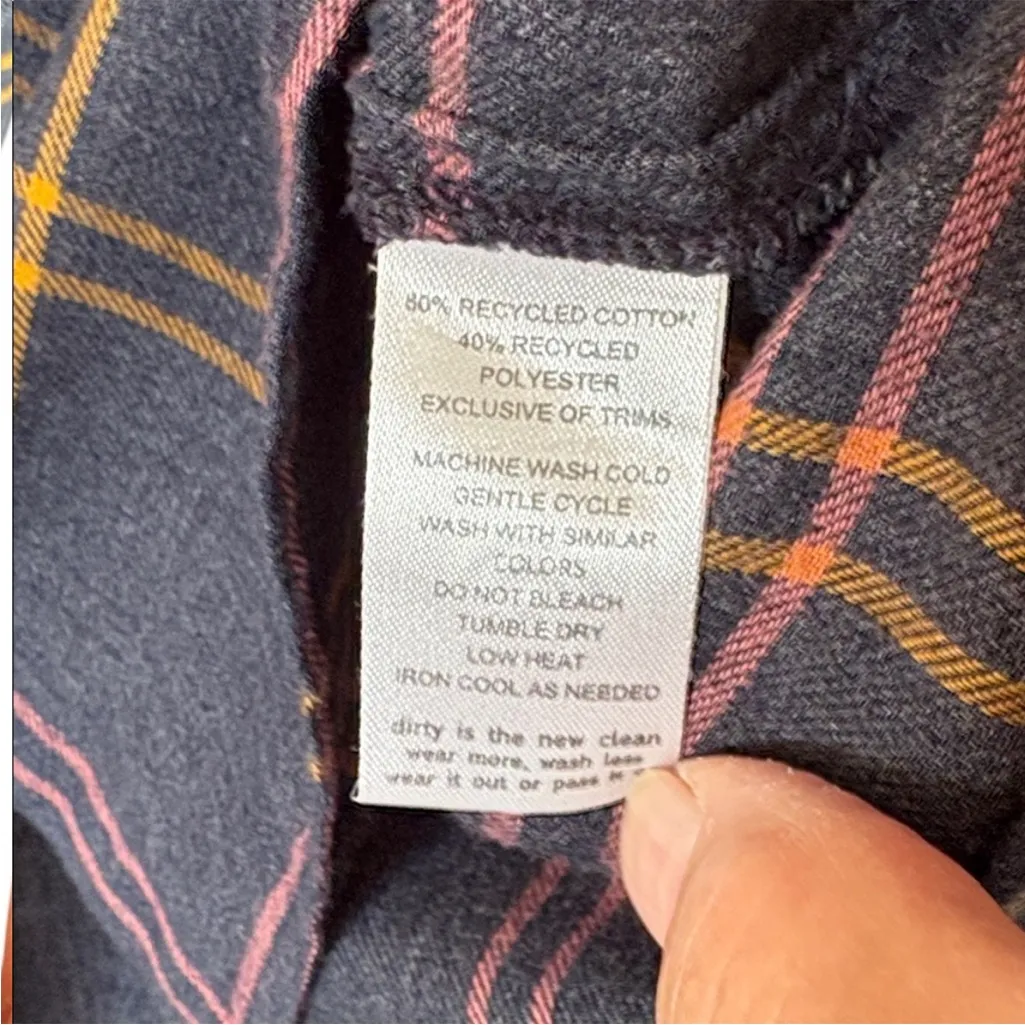 60% RECYCLED COTTON
40% RECYCLED
POLYESTER
EXCLUSIVE OF TRIMS
MACHINE WASH COLD
GENTLE CYCLE
WASH WITH SIMILAR
COLORS
DO NOT BLEACH
TUMBLE DRY
LOW HEAT
IRON COOL AS NEEDED
dirty is the new clean
wear more, wash less
wear it out or pass it